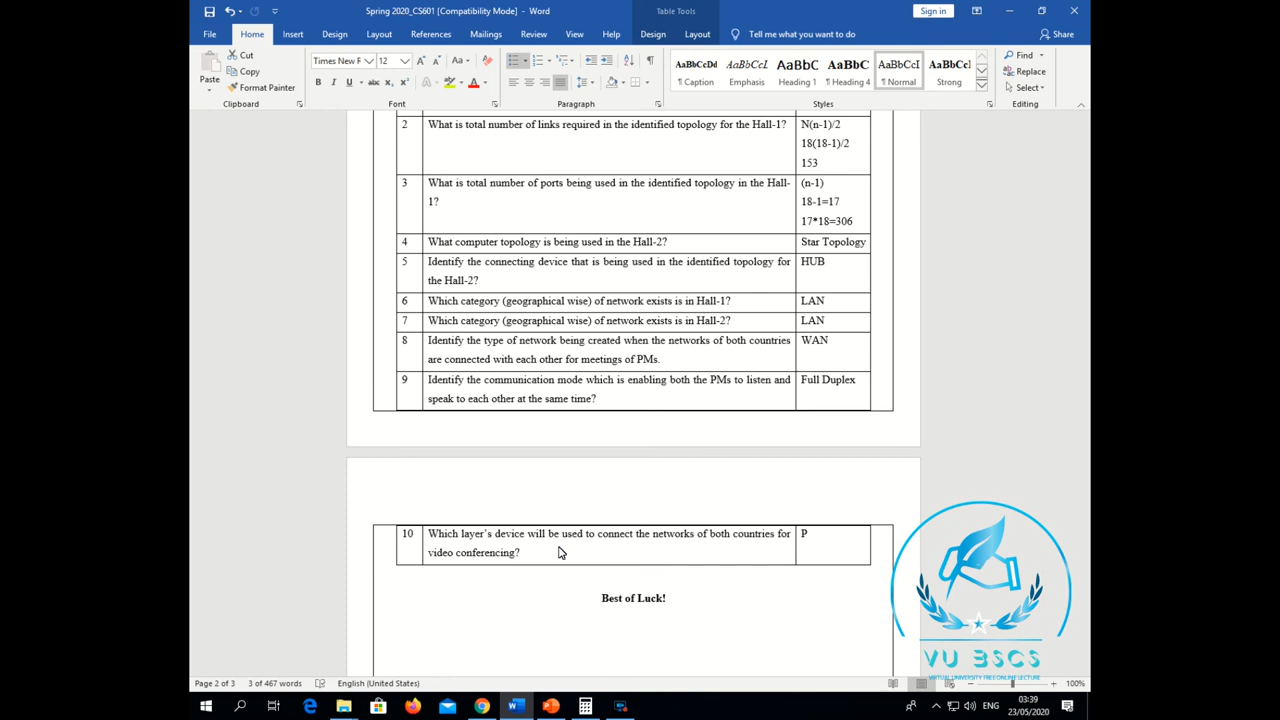 Spring 2020_CS601 [Compatibility Mode] - Word
Table Tools
Sign in
File Home Insert Design Layout References Mailings Review View Help Design Layout Tell me what you want to do Share
Paste
Cut
Copy
Format Painter
Clipboard
Times New R 12
Font
Paragraph
AaBbCcDd AaBbCcL AaBbC AaBbC AaBbCcI AaBbCc!
¶ Caption Emphasis Heading 1 ¶ Heading 4 ¶ Normal Strong
Styles
Find
Replace
Select
Editing
2 What is total number of links required in the identified topology for the Hall-1? N(n-1)/2
18(18-1)/2
153
3 What is total number of ports being used in the identified topology in the Hall- (n-1)
1? 18-1=17
17*18=306
4 What computer topology is being used in the Hall-2? Star Topology
5 Identify the connecting device that is being used in the identified topology for HUB
the Hall-2?
6 Which category (geographical wise) of network exists is in Hall-1? LAN
7 Which category (geographical wise) of network exists is in Hall-2? LAN
8 Identify the type of network being created when the networks of both countries WAN
are connected with each other for meetings of PMs.
9 Identify the communication mode which is enabling both the PMs to listen and Full Duplex
speak to each other at the same time?
10 Which layer's device will be used to connect the networks of both countries for P
video conferencing?
Best of Luck!
VU BSCS
VIRTUAL UNIVERSITY FREE ONLINE LECTURE
Page 2 of 3 3 of 467 words English (United States) 100%
ENG 03:39
23/05/2020